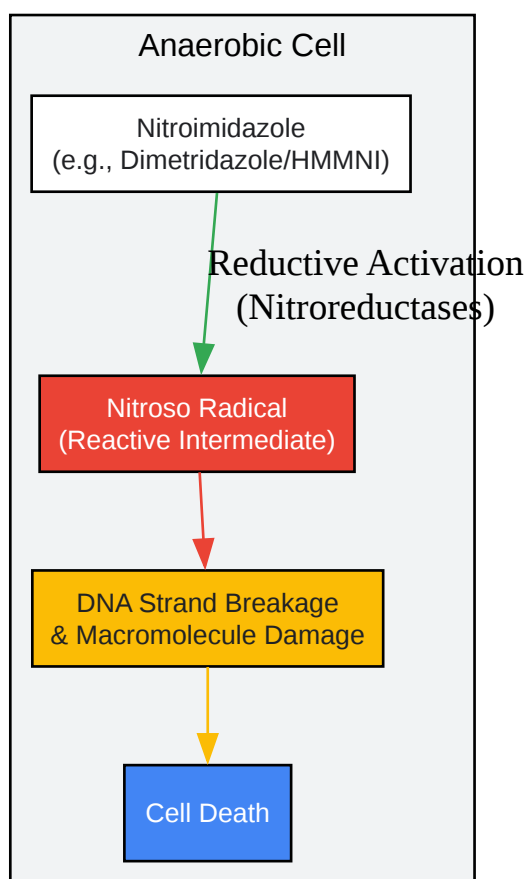 Anaerobic Cell
Nitroimidazole
(e.g., Dimetridazole/HMMNI)
Reductive Activation
(Nitroreductases)
Nitroso Radical
(Reactive Intermediate)
DNA Strand Breakage
& Macromolecule Damage
Cell Death